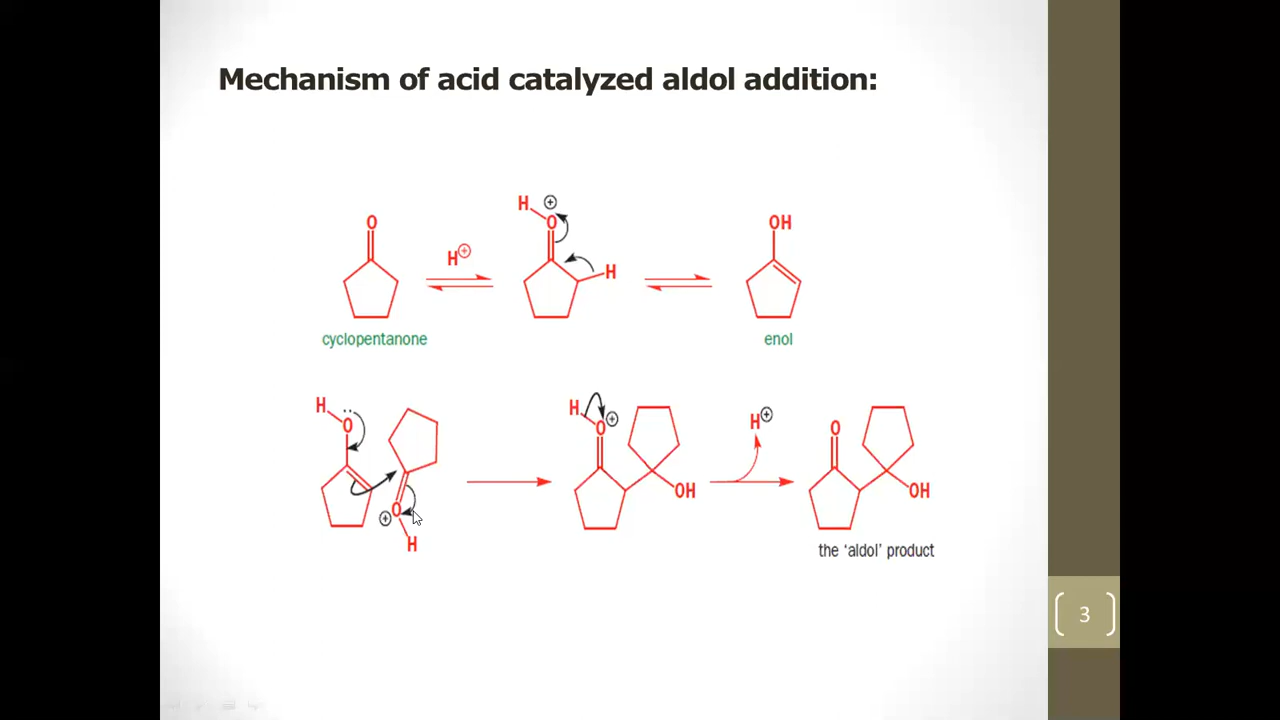 Mechanism of acid catalyzed aldol addition:
O
H ⊕
H⊕
O
H
OH
cyclopentanone
enol
H
O
⊕ O
H
H
O ⊕
OH
H⊕
O
OH
the ‘aldol’ product
3